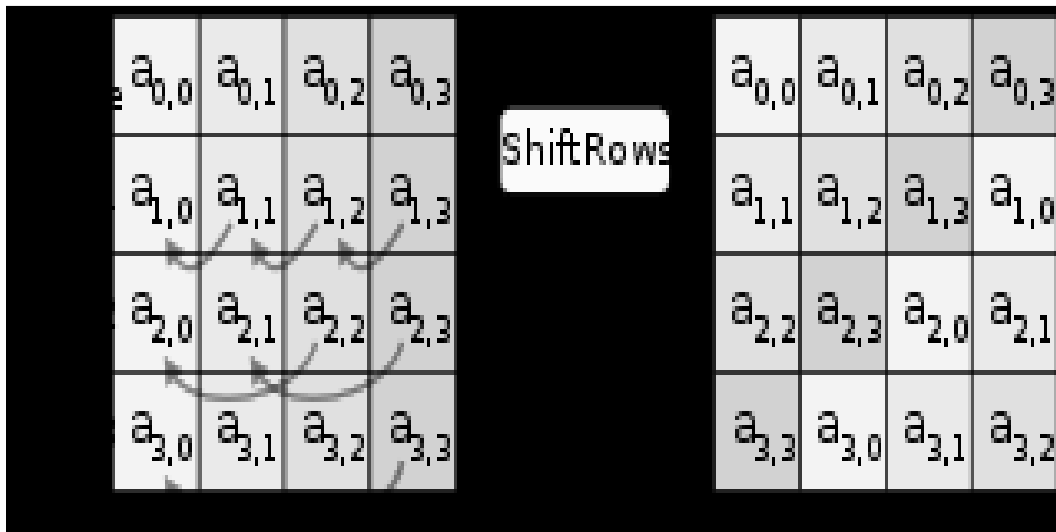 a0,0 a0,1 a0,2 a0,3
a1,0 a1,1 a1,2 a1,3
a2,0 a2,1 a2,2 a2,3
a3,0 a3,1 a3,2 a3,3
ShiftRows
a0,0 a0,1 a0,2 a0,3
a1,1 a1,2 a1,3 a1,0
a2,2 a2,3 a2,0 a2,1
a3,3 a3,0 a3,1 a3,2